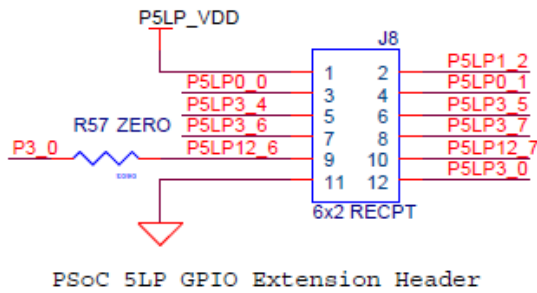 P5LP_VDD
J8
1 2 P5LP1_2
P5LP0_0 3 4 P5LP0_1
P5LP3_4 5 6 P5LP3_5
P5LP3_6 7 8 P5LP3_7
R57 ZERO
P3_0 P5LP12_6 9 10 P5LP12_7
11 12 P5LP3_0
6x2 RECPT
PSoC 5LP GPIO Extension Header